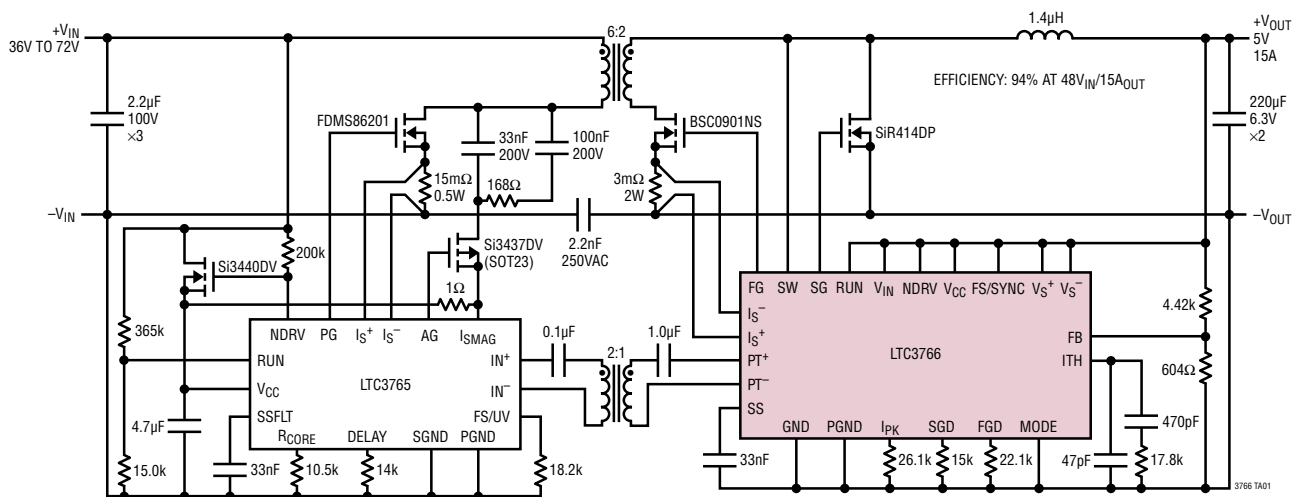 +VIN
36V TO 72V
2.2µF
100V
×3
FDMS86201
15mΩ
0.5W
33nF
200V
168Ω
100nF
200V
6:2
BSC0901NS
3mΩ
2W
SiR414DP
1.4µH
EFFICIENCY: 94% AT 48VIN/15AOUT
+VOUT
5V
15A
220µF
6.3V
×2
–VIN
2.2nF
250VAC
–VOUT
Si3440DV
200k
Si3437DV
(SOT23)
1Ω
365k
15.0k
4.7µF
33nF
NDRV
PG
IS+
IS–
AG
ISMAG
RUN
VCC
SSFLT
LTC3765
IN+
IN–
FS/UV
RCORE
DELAY
SGND
PGND
10.5k
14k
18.2k
0.1µF
2:1
1.0µF
FG
SW
SG
RUN
VIN
NDRV
VCC
FS/SYNC
VS+
VS–
IS–
IS+
PT+
PT–
SS
LTC3766
FB
ITH
GND
PGND
IPK
SGD
FGD
MODE
33nF
26.1k
15k
22.1k
4.42k
604Ω
470pF
47pF
17.8k
3766 TA01